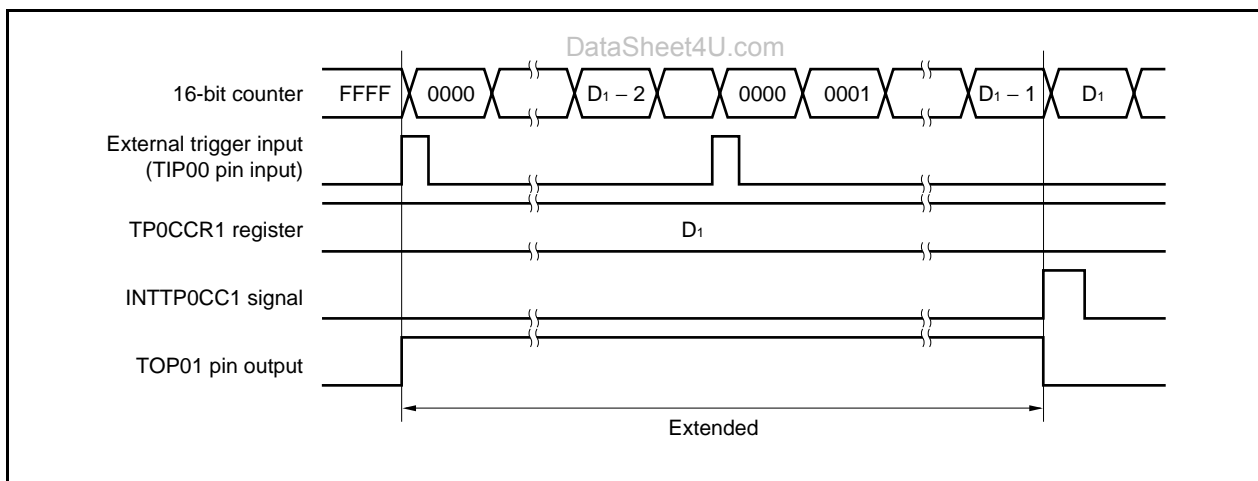 DataSheet4U.com
16-bit counter FFFF 0000 D₁ – 2 0000 0001 D₁ – 1 D₁
External trigger input
(TIP00 pin input)
TP0CCR1 register D₁
INTTP0CC1 signal
TOP01 pin output
Extended